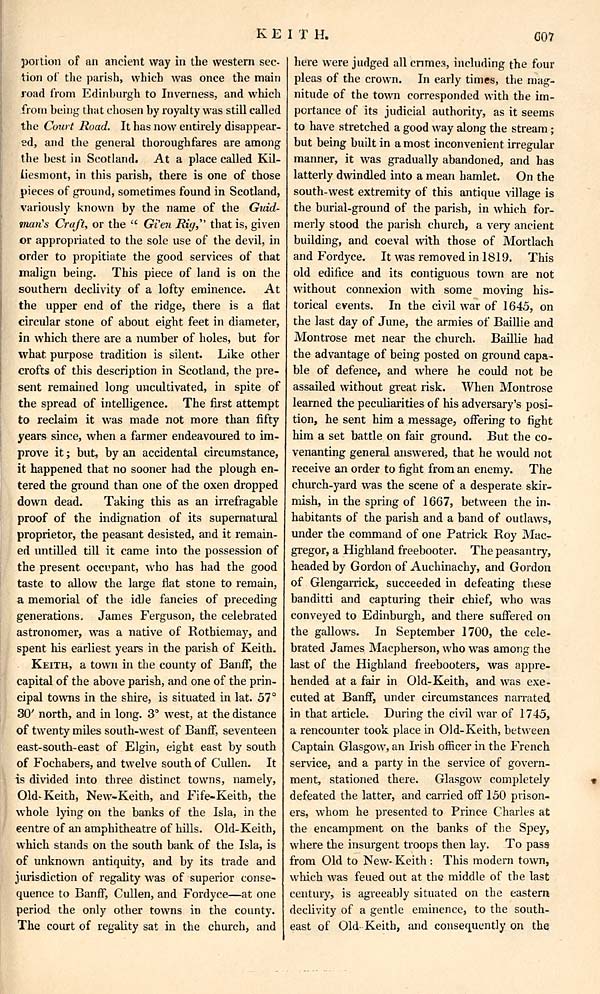 KEITH.
607
portion of an ancient way in the western sec-
tion of the parish, which was once the main
road from Edinburgh to Inverness, and which
from being that chosen by royalty was still called
the Court Road. It has now entirely disappear-
ed, and the general thoroughfares are among
the best in Scotland. At a place called Kil-
liesmont, in this parish, there is one of those
pieces of ground, sometimes found in Scotland,
variously known by the name of the Guid-
man's Craft, or the “ Gi'en Rig,” that is, given
or appropriated to the sole use of the devil, in
order to propitiate the good services of that
malign being. This piece of land is on the
southern declivity of a lofty eminence. At
the upper end of the ridge, there is a flat
circular stone of about eight feet in diameter,
in which there are a number of holes, but for
what purpose tradition is silent. Like other
crofts of this description in Scotland, the pre-
sent remained long uncultivated, in spite of
the spread of intelligence. The first attempt
to reclaim it was made not more than fifty
years since, when a farmer endeavoured to im-
prove it; but, by an accidental circumstance,
it happened that no sooner had the plough en-
tered the ground than one of the oxen dropped
down dead. Taking this as an irrefragable
proof of the indignation of its supernatural
proprietor, the peasant desisted, and it remain-
ed untilled till it came into the possession of
the present occupant, who has had the good
taste to allow the large flat stone to remain,
a memorial of the idle fancies of preceding
generations. James Ferguson, the celebrated
astronomer, was a native of Rothiemay, and
spent his earliest years in the parish of Keith.
KEITH, a town in the county of Banff, the
capital of the above parish, and one of the prin-
cipal towns in the shire, is situated in lat. 57°
30′ north, and in long. 3° west, at the distance
of twenty miles south-west of Banff, seventeen
east-south-east of Elgin, eight east by south
of Fochabers, and twelve south of Cullen. It
is divided into three distinct towns, namely,
Old-Keith, New-Keith, and Fife-Keith, the
whole lying on the banks of the Isla, in the
centre of an amphitheatre of hills. Old-Keith,
which stands on the south bank of the Isla, is
of unknown antiquity, and by its trade and
jurisdiction of regality was of superior conse-
quence to Banff, Cullen, and Fordyce—at one
period the only other towns in the county.
The court of regality sat in the church, and
here were judged all crimes, including the four
pleas of the crown. In early times, the mag-
nitude of the town corresponded with the im-
portance of its judicial authority, as it seems
to have stretched a good way along the stream;
but being built in a most inconvenient irregular
manner, it was gradually abandoned, and has
latterly dwindled into a mean hamlet. On the
south-west extremity of this antique village is
the burial-ground of the parish, in which for-
merly stood the parish church, a very ancient
building, and coeval with those of Mortlach
and Fordyce. It was removed in 1819. This
old edifice and its contiguous town are not
without connexion with some moving his-
torical events. In the civil war of 1645, on
the last day of June, the armies of Baillie and
Montrose met near the church. Baillie had
the advantage of being posted on ground capa-
ble of defence, and where he could not be
assailed without great risk. When Montrose
learned the peculiarities of his adversary's posi-
tion, he sent him a message, offering to fight
him a set battle on fair ground. But the co-
venanting general answered, that he would not
receive an order to fight from an enemy. The
church-yard was the scene of a desperate skir-
mish, in the spring of 1667, between the in-
habitants of the parish and a band of outlaws,
under the command of one Patrick Roy Mac-
gregor, a Highland freebooter. The peasantry,
headed by Gordon of Auchinachy, and Gordon
of Glengarrick, succeeded in defeating these
banditti and capturing their chief, who was
conveyed to Edinburgh, and there suffered on
the gallows. In September 1700, the cele-
brated James Macpherson, who was among the
last of the Highland freebooters, was appre-
hended at a fair in Old-Keith, and was exe-
cuted at Banff, under circumstances narrated
in that article. During the civil war of 1745,
a rencounter took place in Old-Keith, between
Captain Glasgow, an Irish officer in the French
service, and a party in the service of govern-
ment, stationed there. Glasgow completely
defeated the latter, and carried off 150 prison-
ers, whom he presented to Prince Charles at
the encampment on the banks of the Spey,
where the insurgent troops then lay. To pass
from Old to New-Keith: This modern town,
which was feued out at the middle of the last
century, is agreeably situated on the eastern
declivity of a gentle eminence, to the south-
east of Old-Keith, and consequently on the